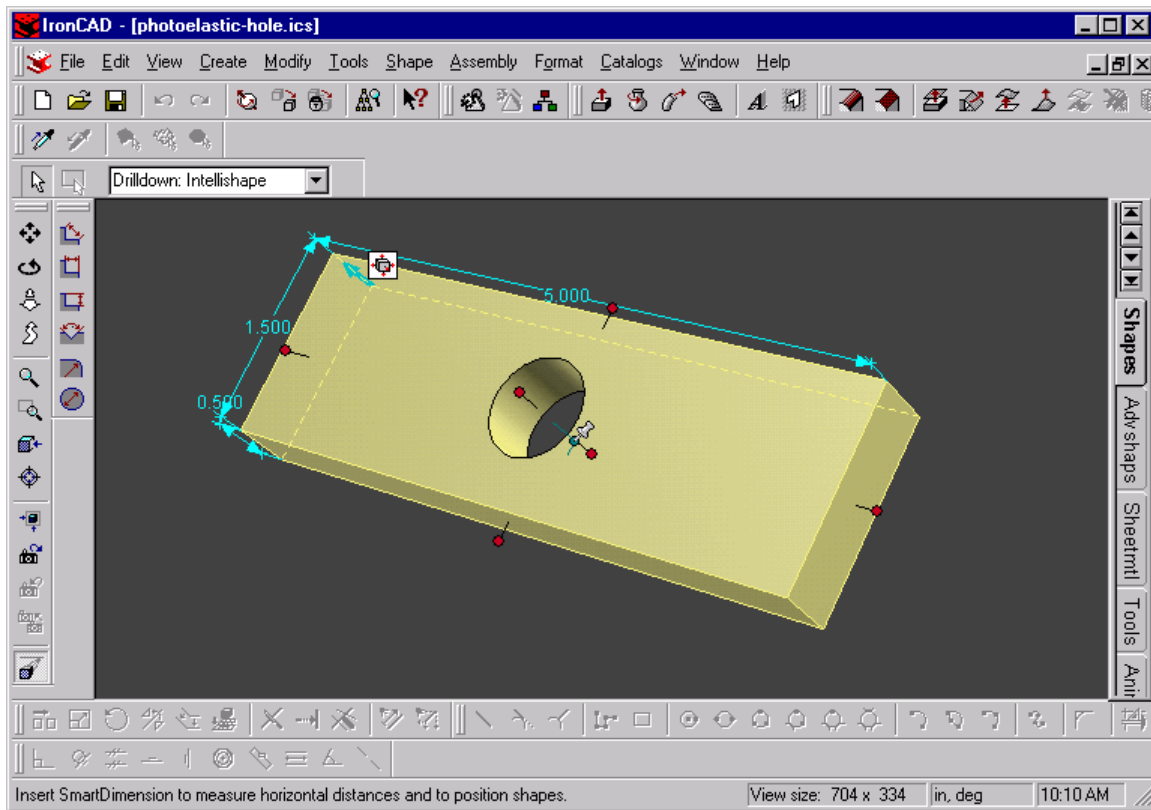 IronCAD - [photoelastic-hole.ics]
File Edit View Create Modify Tools Shape Assembly Format Catalogs Window Help
Drilldown: Intellishape
5.000
1.500
0.500
Shapes
Advshaps
Sheetmtl
Tools
Anir
Insert SmartDimension to measure horizontal distances and to position shapes.
View size: 704 x 334
in, deg
10:10 AM